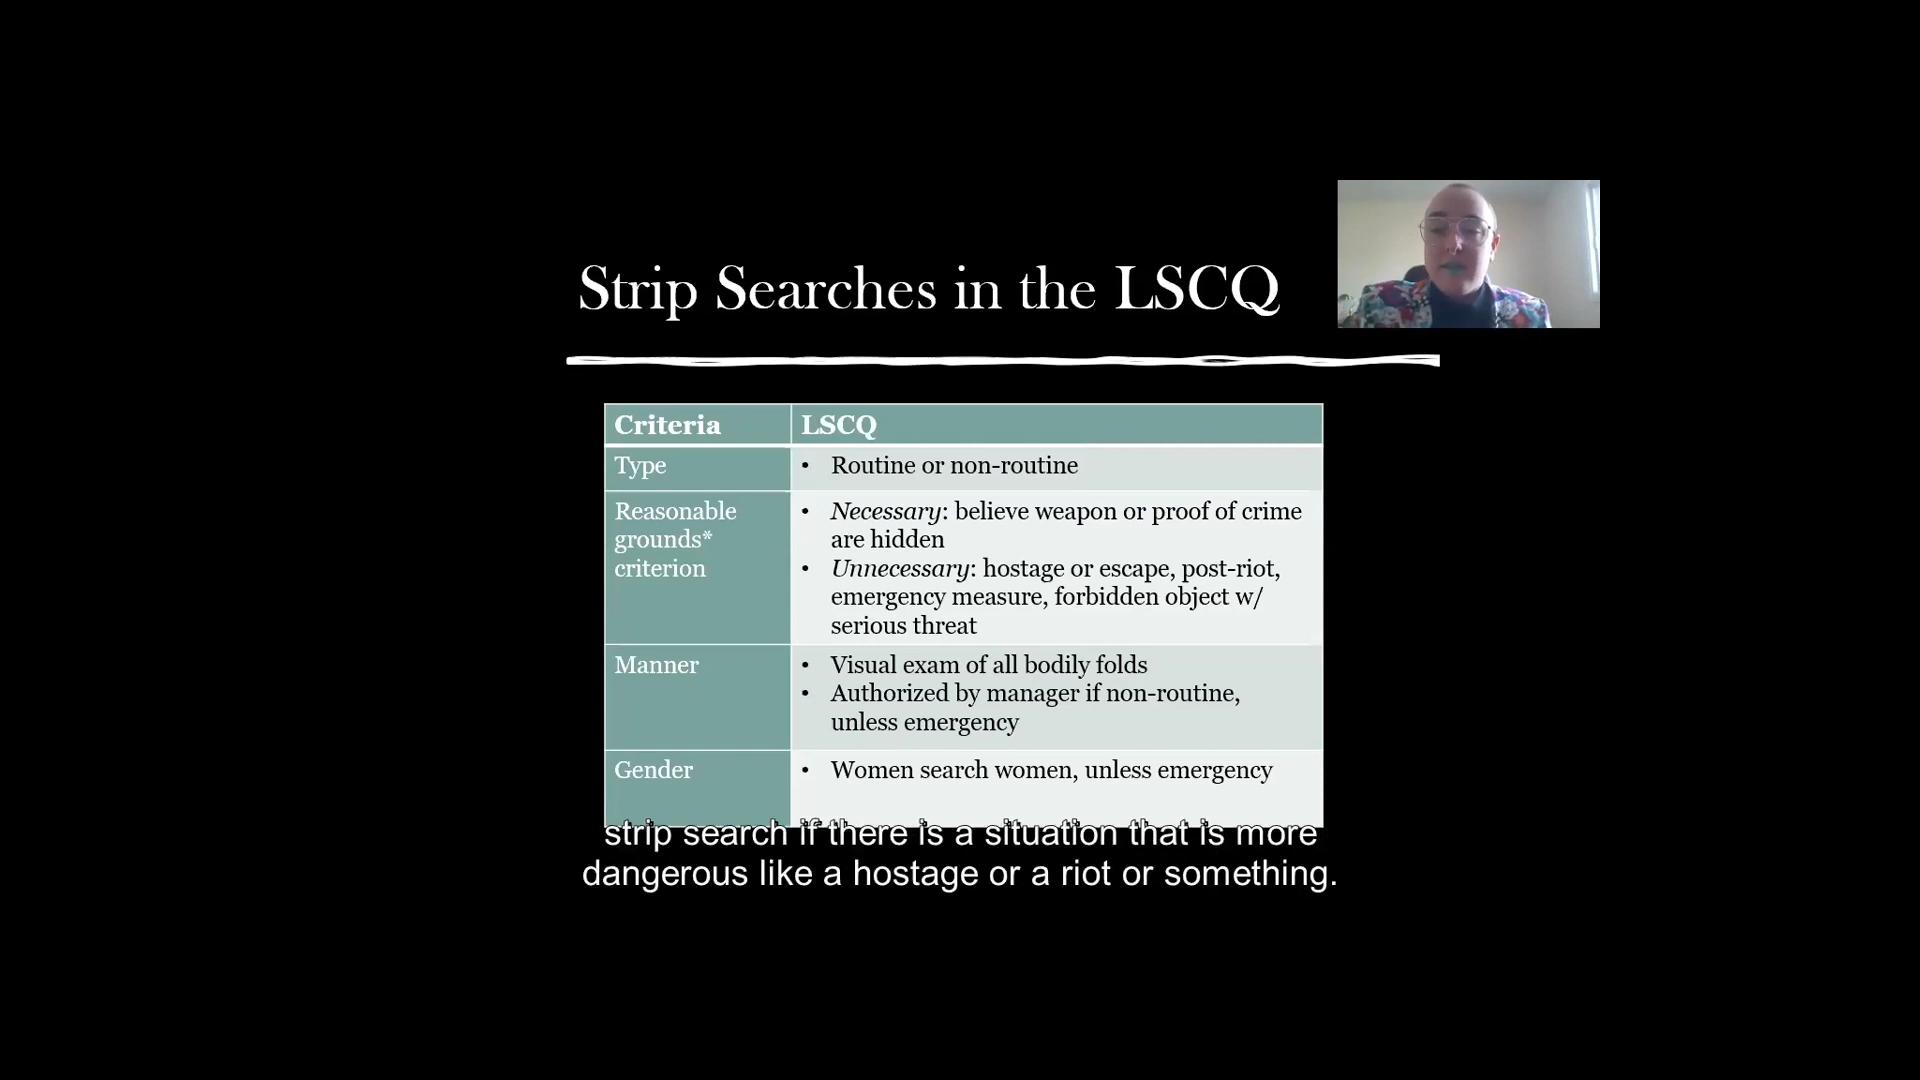 Strip Searches in the LSCQ
Criteria
LSCQ
Type
• Routine or non-routine
Reasonable
grounds*
criterion
• Necessary: believe weapon or proof of crime
are hidden
• Unnecessary: hostage or escape, post-riot,
emergency measure, forbidden object w/
serious threat
Manner
• Visual exam of all bodily folds
• Authorized by manager if non-routine,
unless emergency
Gender
• Women search women, unless emergency
strip search if there is a situation that is more
dangerous like a hostage or a riot or something.